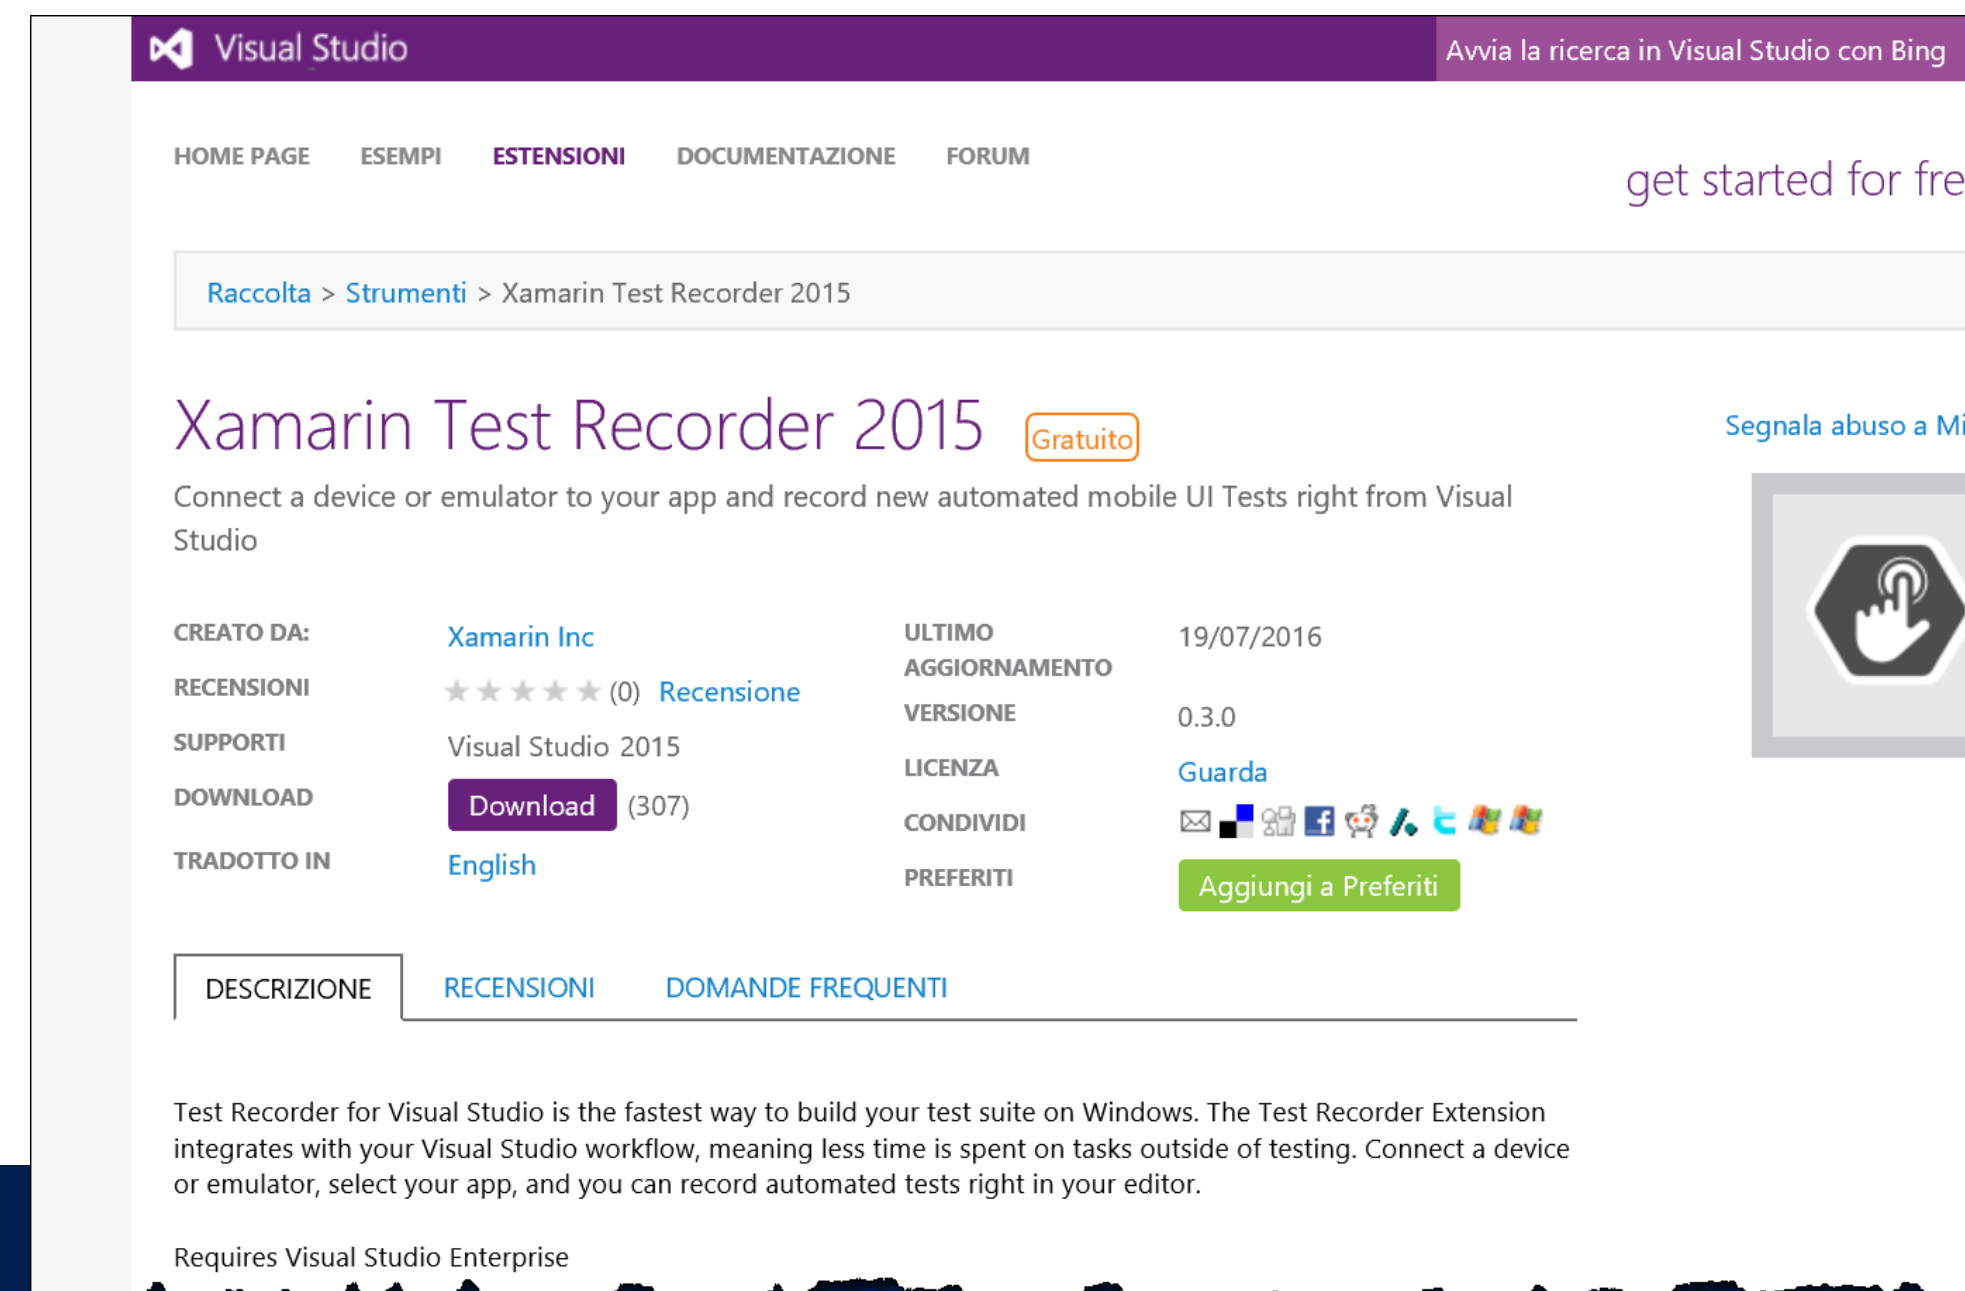 Visual Studio
Avvia la ricerca in Visual Studio con Bing
HOME PAGE ESEMPI ESTENSIONI DOCUMENTAZIONE FORUM
get started for fre
Raccolta > Strumenti > Xamarin Test Recorder 2015
Xamarin Test Recorder 2015 Gratuito
Segnala abuso a Mi
Connect a device or emulator to your app and record new automated mobile UI Tests right from Visual
Studio
CREATO DA: Xamarin Inc
RECENSIONI (0) Recensione
SUPPORTI Visual Studio 2015
DOWNLOAD Download (307)
TRADOTTO IN English
ULTIMO
AGGIORNAMENTO 19/07/2016
VERSIONE 0.3.0
LICENZA Guarda
CONDIVIDI
PREFERITI Aggiungi a Preferiti
DESCRIZIONE RECENSIONI DOMANDE FREQUENTI
Test Recorder for Visual Studio is the fastest way to build your test suite on Windows. The Test Recorder Extension
integrates with your Visual Studio workflow, meaning less time is spent on tasks outside of testing. Connect a device
or emulator, select your app, and you can record automated tests right in your editor.
Requires Visual Studio Enterprise